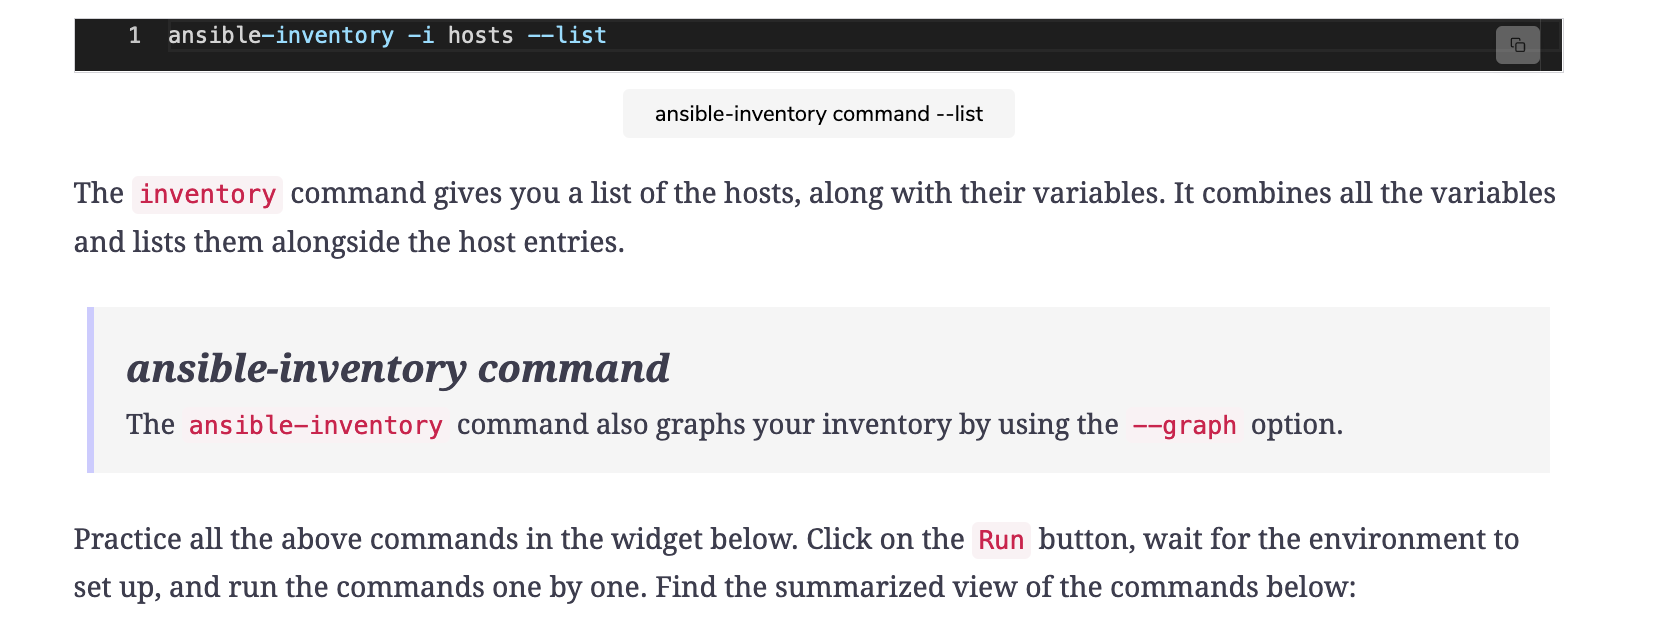 1 ansible-inventory -i hosts --list
ansible-inventory command --list
The inventory command gives you a list of the hosts, along with their variables. It combines all the variables
and lists them alongside the host entries.
ansible-inventory command
The ansible-inventory command also graphs your inventory by using the --graph option.
Practice all the above commands in the widget below. Click on the Run button, wait for the environment to
set up, and run the commands one by one. Find the summarized view of the commands below: